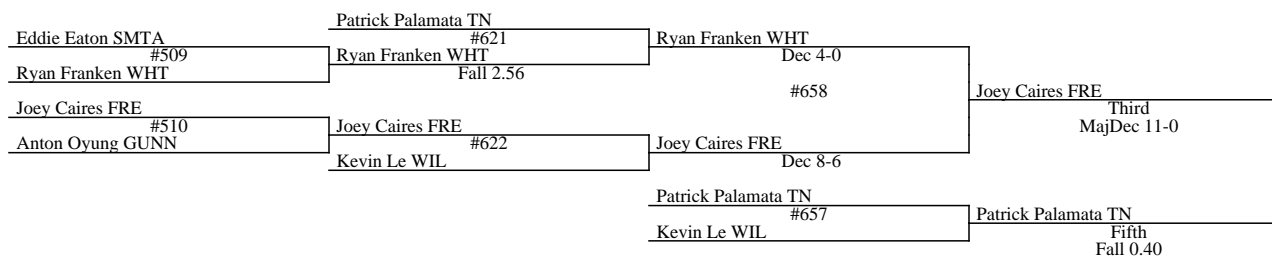 Patrick Palamata TN
Eddie Eaton SMTA
#621
Ryan Franken WHT
#509
Ryan Franken WHT
Dec 4-0
Ryan Franken WHT
Fall 2.56
#658
Joey Caires FRE
Joey Caires FRE
Third
#510
Joey Caires FRE
MajDec 11-0
Anton Oyung GUNN
#622
Joey Caires FRE
Kevin Le WIL
Dec 8-6
Patrick Palamata TN
#657
Patrick Palamata TN
Kevin Le WIL
Fifth
Fall 0.40